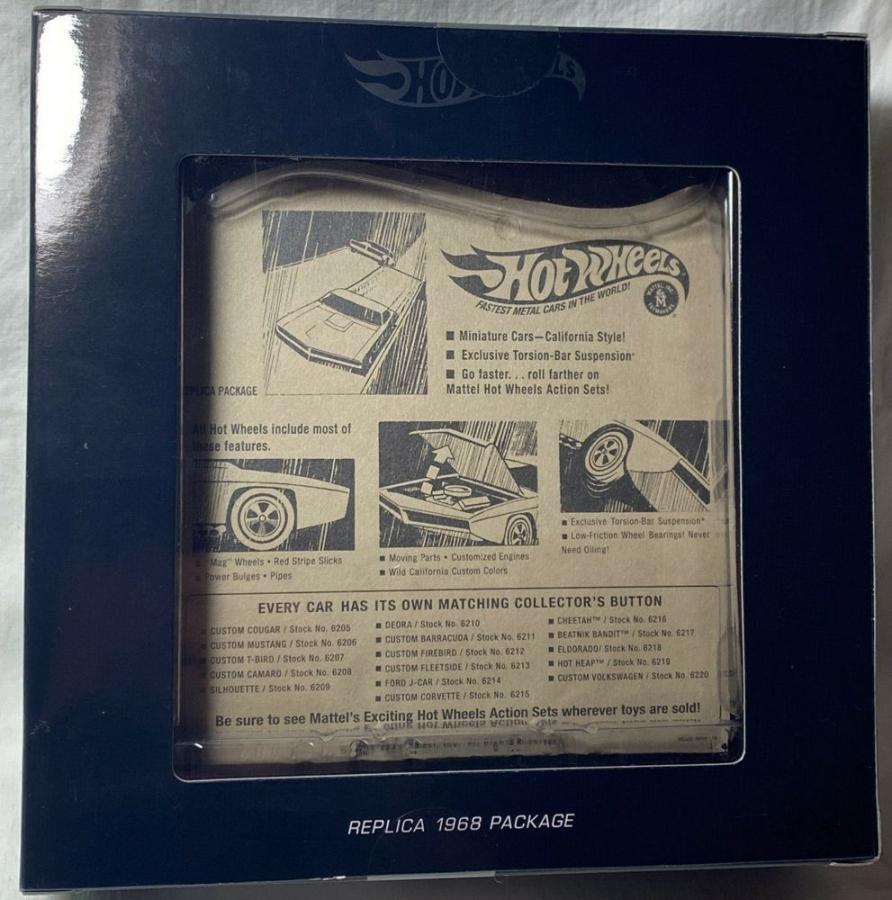 HOT WHEELS
HOT WHEELS
FASTEST METAL CARS IN THE WORLD!
MATTEL, INC.
M
■ Miniature Cars—California Style!
■ Exclusive Torsion-Bar Suspension*
■ Go faster. . . roll farther on
Mattel Hot Wheels Action Sets!
PACKAGE
All Hot Wheels include most of
these features.
"Mag" Wheels • Red Stripe Slicks
Power Bulges • Pipes
■ Moving Parts • Customized Engines
■ Wild California Custom Colors
■ Exclusive Torsion-Bar Suspension*
■ Low-Friction Wheel Bearings! Never
Need Oiling!
EVERY CAR HAS ITS OWN MATCHING COLLECTOR'S BUTTON
■ CUSTOM COUGAR / Stock No. 6205
■ CUSTOM MUSTANG / Stock No. 6206
■ CUSTOM T-BIRD / Stock No. 6207
■ CUSTOM CAMARO / Stock No. 6208
■ SILHOUETTE / Stock No. 6209
■ DEORA / Stock No. 6210
■ CUSTOM BARRACUDA / Stock No. 6211
■ CUSTOM FIREBIRD / Stock No. 6212
■ CUSTOM FLEETSIDE / Stock No. 6213
■ FORD J-CAR / Stock No. 6214
■ CUSTOM CORVETTE / Stock No. 6215
■ CHEETAH™ / Stock No. 6216
■ BEATNIK BANDIT™ / Stock No. 6217
■ ELDORADO / Stock No. 6218
■ HOT HEAP™ / Stock No. 6219
■ CUSTOM VOLKSWAGEN / Stock No. 6220
Be sure to see Mattel's Exciting Hot Wheels Action Sets wherever toys are sold!
REPLICA 1968 PACKAGE